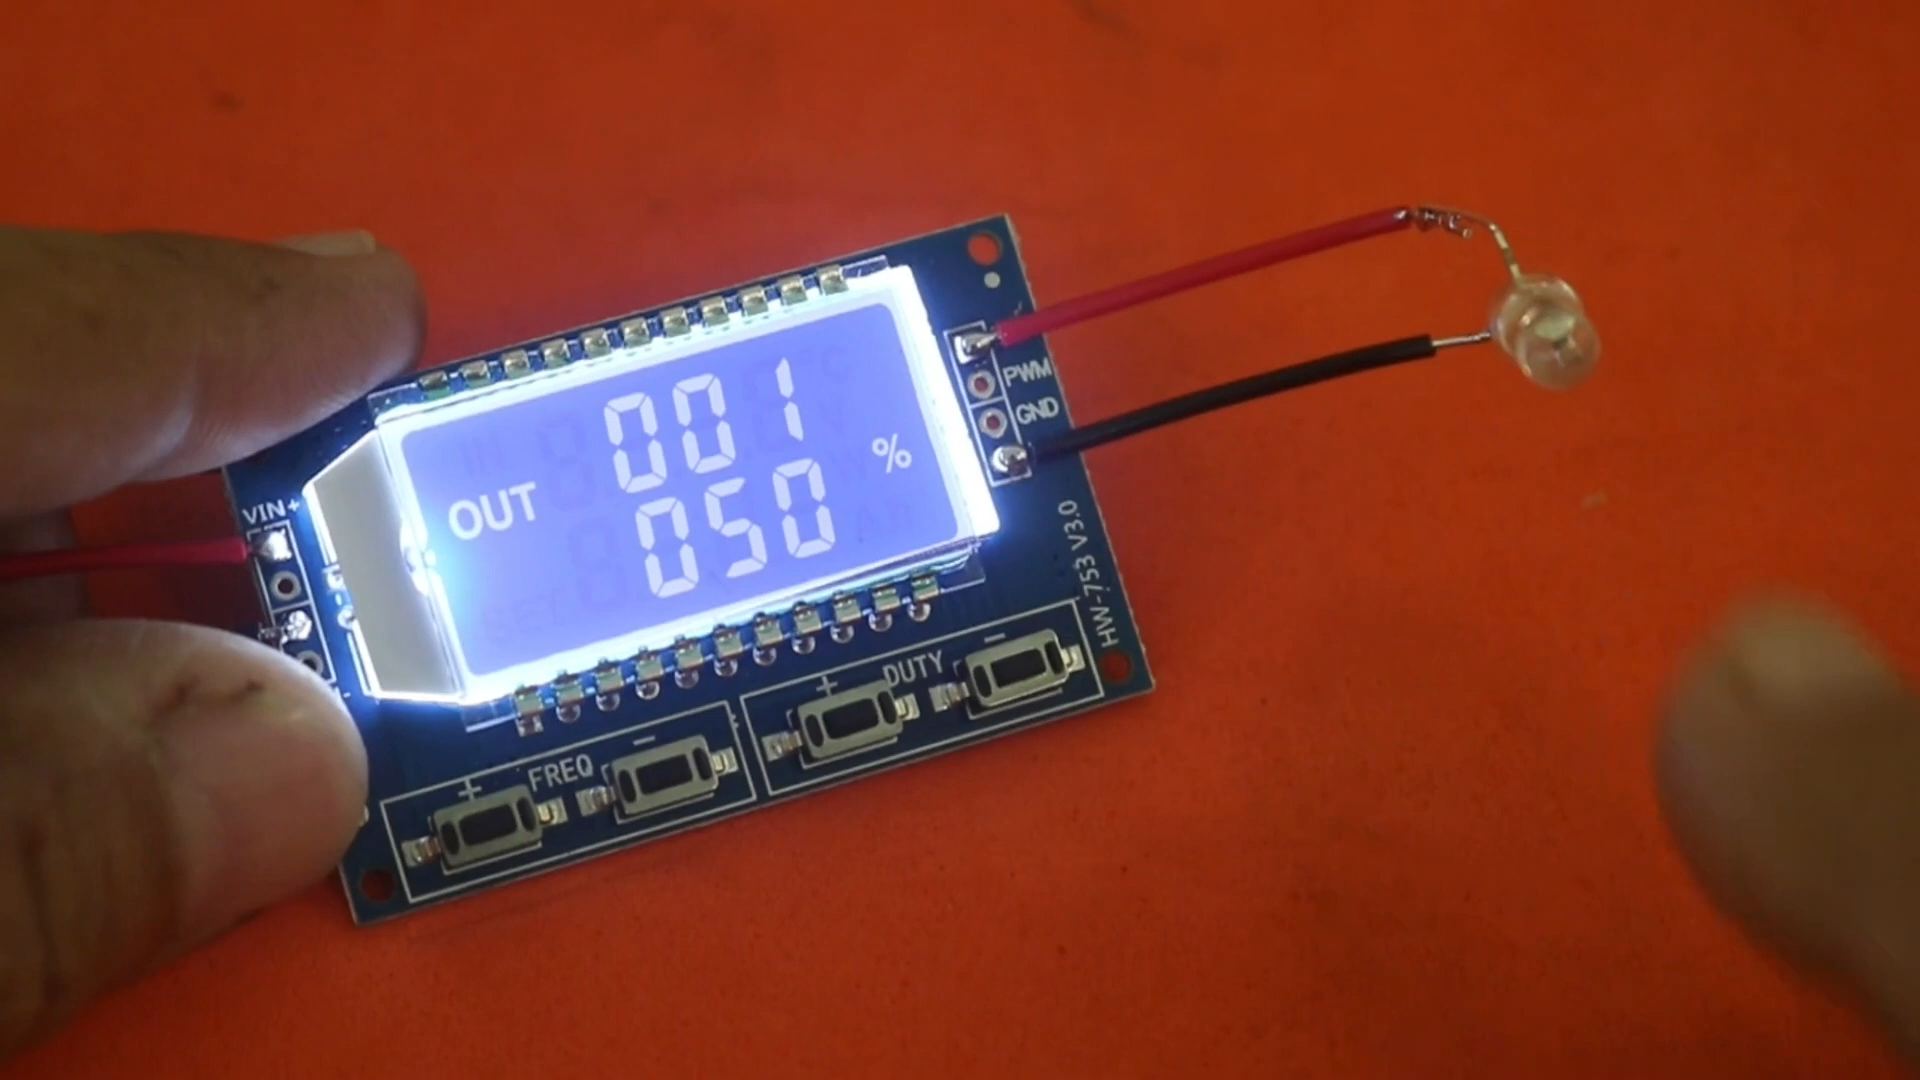 001
OUT
%
050
VIN+
PWM
GND
HW-753 V3.0
+ FREQ -
+ DUTY -